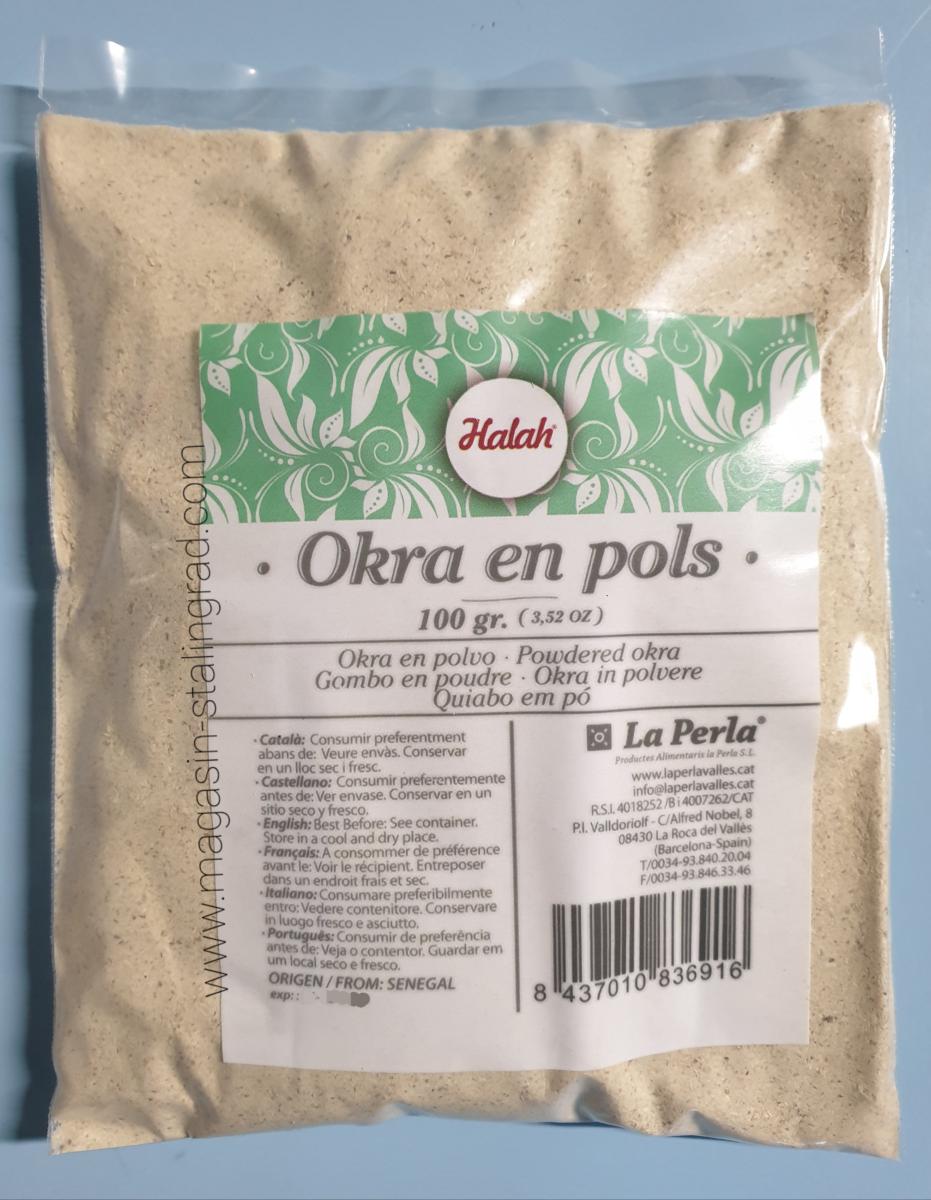 Halah®
· Okra en pols ·
100 gr. (3,52 OZ)
Okra en polvo · Powdered okra
Gombo en poudre · Okra in polvere
Quiabo em pó
· Català: Consumir preferentment
abans de: Veure envàs. Conservar
en un lloc sec i fresc.
· Castellano: Consumir preferentemente
antes de: Ver envase. Conservar en un
sitio seco y fresco.
· English: Best Before: See container.
Store in a cool and dry place.
· Français: A consommer de préférence
avant le: Voir le récipient. Entreposer
dans un endroit frais et sec.
· Italiano: Consumare preferibilmente
entro: Vedere contenitore. Conservare
in luogo fresco e asciutto.
· Português: Consumir de preferência
antes de: Veja o contentor. Guardar em
um local seco e fresco.
ORIGEN / FROM: SENEGAL
exp: :
La Perla®
Productes Alimentaris la Perla S.L.
www.laperlavalles.cat
info@laperlavalles.cat
R.S.I. 4018252 /B i 4007262/CAT
P.I. Valldoriolf - C/Alfred Nobel, 8
08430 La Roca del Vallès
(Barcelona-Spain)
T/0034-93.840.20.04
F/0034-93.846.33.46
8 437010 836916
www.magasin-stalingrad.com